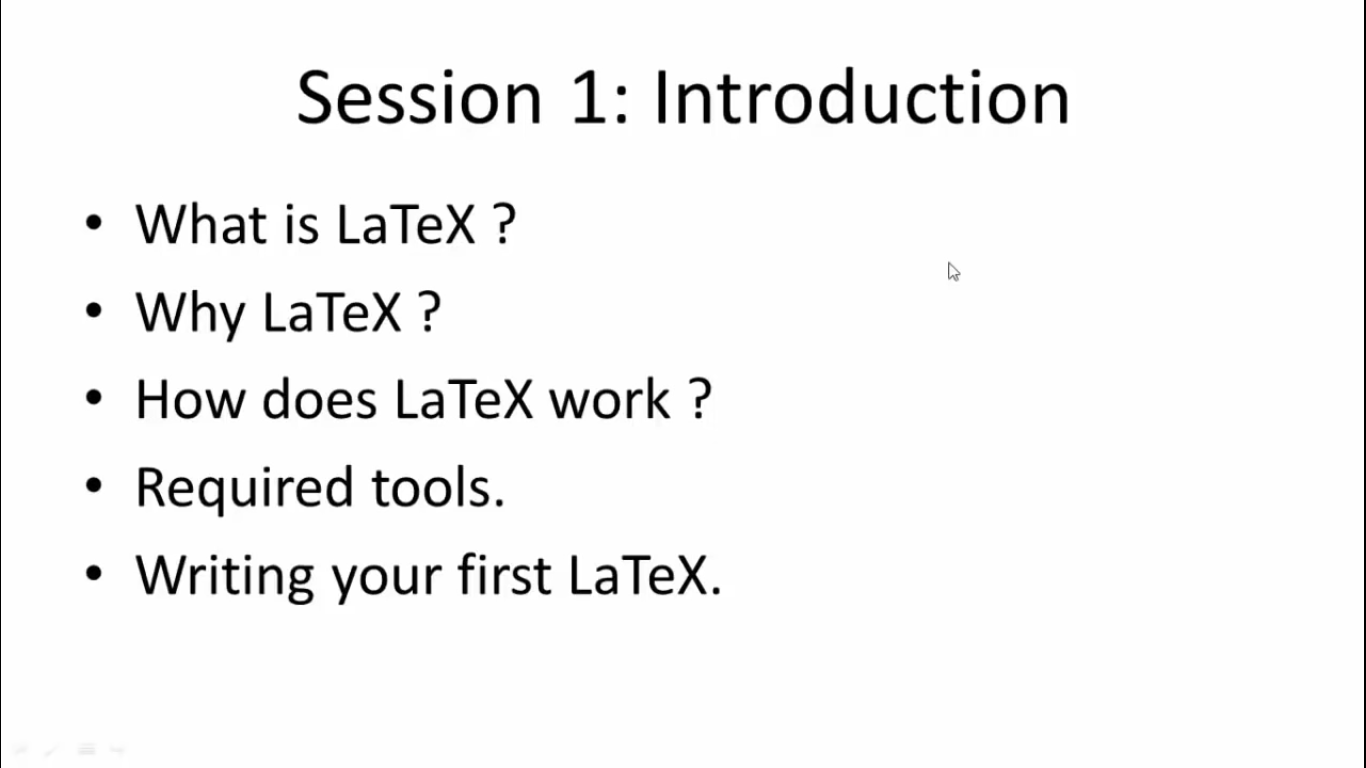 Session 1: Introduction
• What is LaTeX ?
• Why LaTeX ?
• How does LaTeX work ?
• Required tools.
• Writing your first LaTeX.